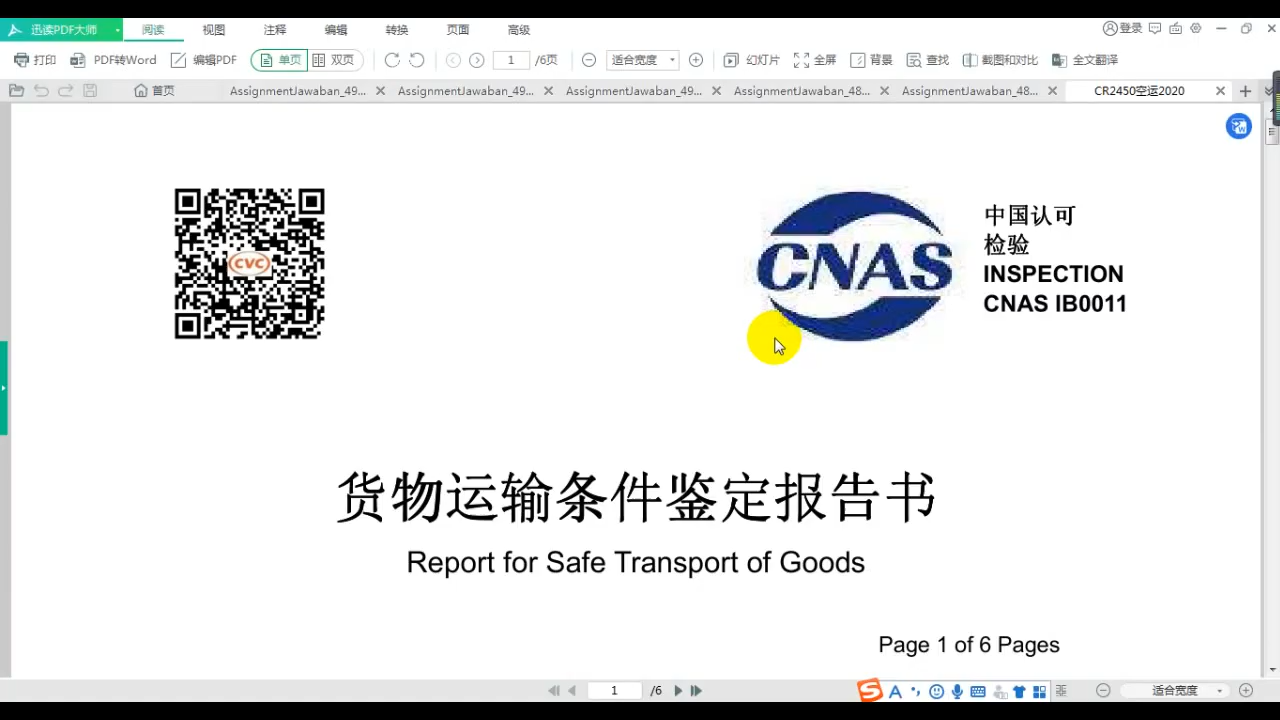 迅读PDF大师
阅读
视图
注释
编辑
转换
页面
高级
登录
打印
PDF转Word
编辑PDF
单页
双页
1
/6页
适合宽度
幻灯片
全屏
背景
查找
截图和对比
全文翻译
首页
AssignmentJawaban_49...
AssignmentJawaban_49...
AssignmentJawaban_49...
AssignmentJawaban_48...
AssignmentJawaban_48...
CR2450空运2020
CVC
CNAS
中国认可
检验
INSPECTION
CNAS IB0011
货物运输条件鉴定报告书
Report for Safe Transport of Goods
Page 1 of 6 Pages
1
/6
适合宽度